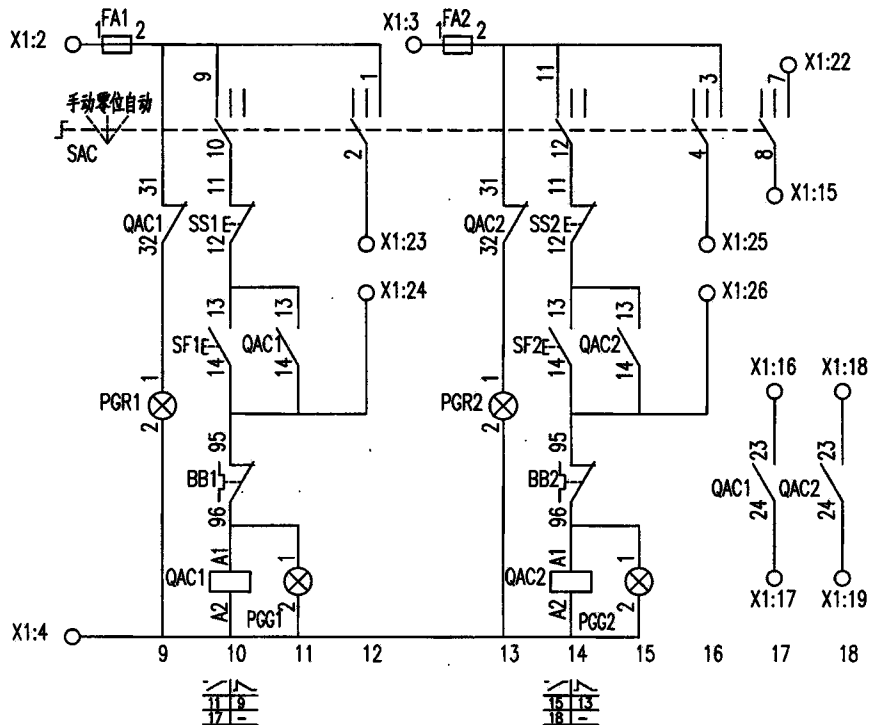 X1:2
1 FA1 2
X1:3
1 FA2 2
9
1
11
3
7
X1:22
手动零位自动
SAC
10
2
12
4
8
31
11
31
11
X1:15
QAC1
SS1E
QAC2
SS2E
32
12
X1:23
32
12
X1:25
X1:24
X1:26
13
13
13
13
SF1E
QAC1
SF2E
QAC2
14
14
14
14
X1:16
X1:18
1
PGR1
2
1
PGR2
2
95
95
23
23
BB1
BB2
QAC1
QAC2
96
96
24
24
A1
1
A1
1
QAC1
QAC2
A2
2
A2
2
PGG1
PGG2
X1:17
X1:19
X1:4
9 10 11 12 13 14 15 16 17 18
11 9
15 13
17 -
18 -